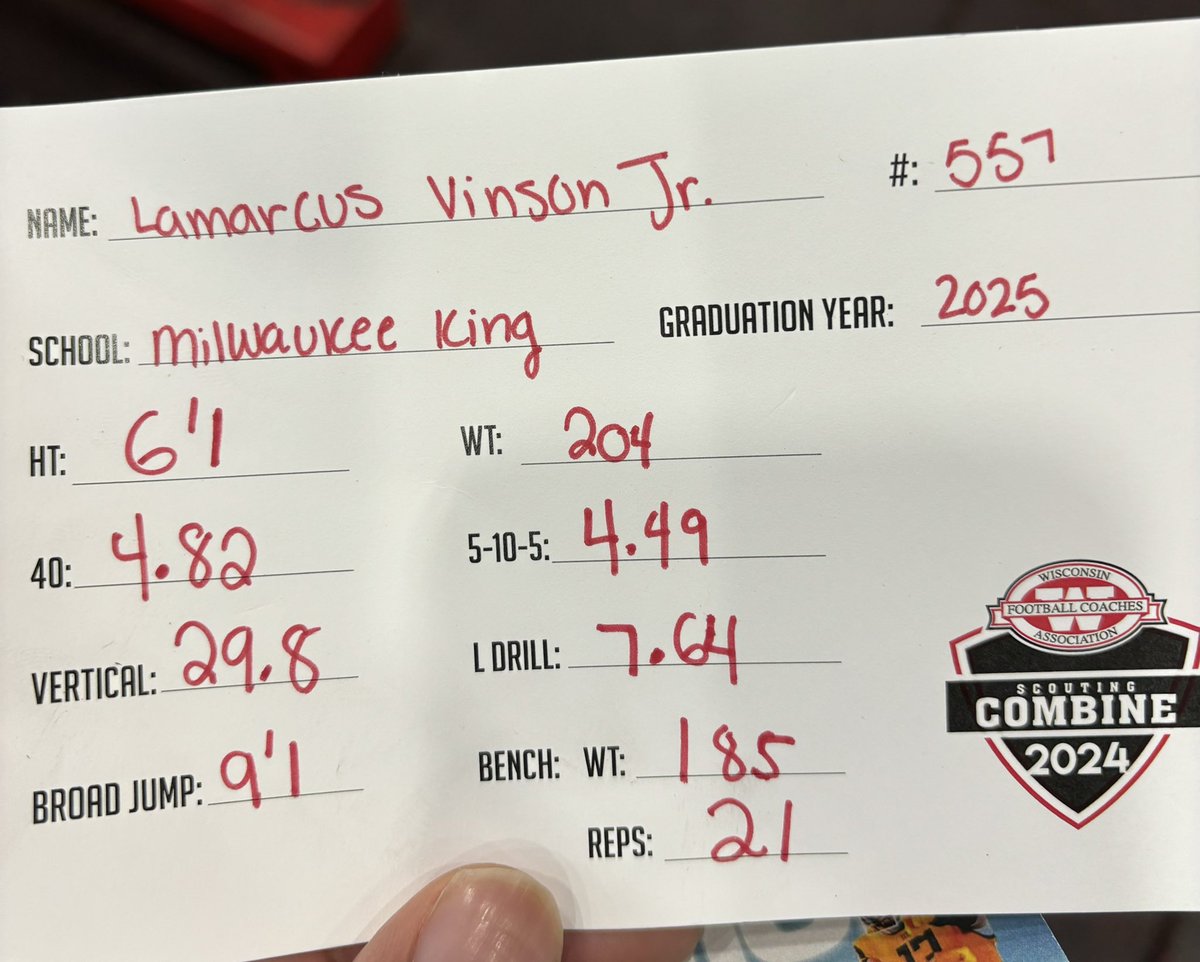 NAME: Lamarcus Vinson Jr. #: 557
SCHOOL: Milwaukee King GRADUATION YEAR: 2025
HT: 6'1 WT: 204
40: 4.82 5-10-5: 4.49
VERTICAL: 29.8 L DRILL: 7.64
BROAD JUMP: 9'1 BENCH: WT: 185
REPS: 21
WISCONSIN
W
FOOTBALL COACHES
ASSOCIATION
SCOUTING
COMBINE
2024
17